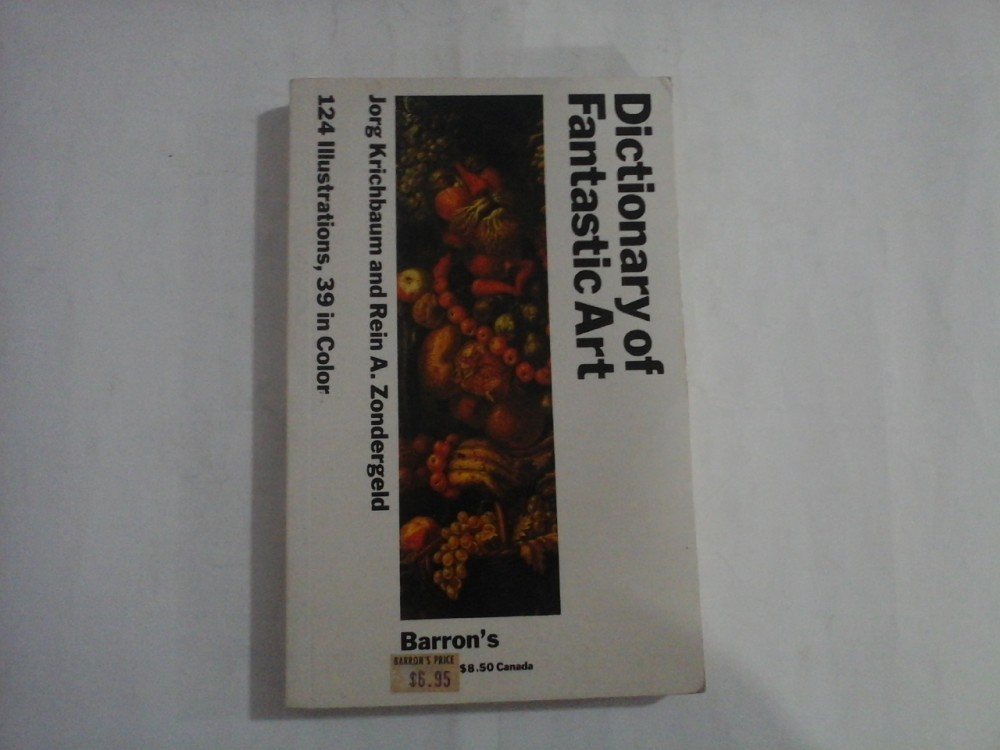 Dictionary of
Fantastic Art
Jorg Krichbaum and Rein A. Zondergeld
124 Illustrations, 39 in Color
Barron's
BARRON'S PRICE
$6.95
$8.50 Canada